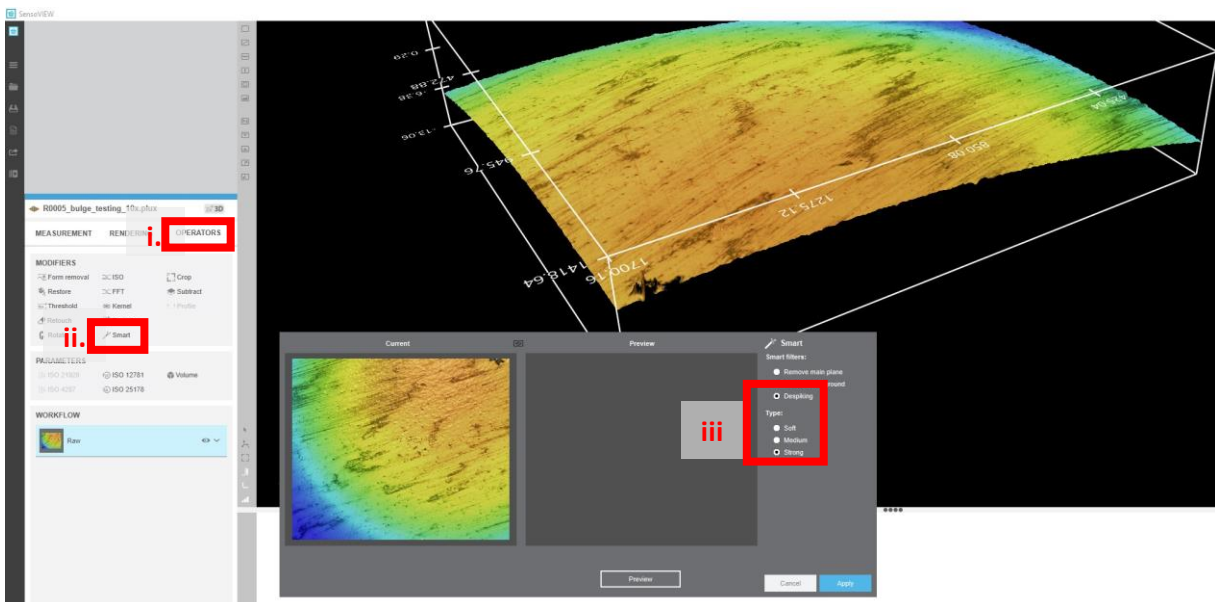 SensoVIEW
R0005_bulge_testing_10x.plux
3D
MEASUREMENT
OPERATORS
i.
MODIFIERS
Form removal ISO Crop
Restore FFT Subtract
Threshold Kernel Profile
Retouch
ii. Smart
PARAMETERS
ISO 12781 Volume
ISO 4287 ISO 25178
WORKFLOW
Raw
0.29
472.88
-6.38
-13.06
945.76
1418.64
1700.16
1275.12
850.08
425.04
Current
Preview
Smart
Smart filters:
Remove main plane
Despiking
Type:
Soft
Medium
Strong
iii
Preview
Cancel
Apply